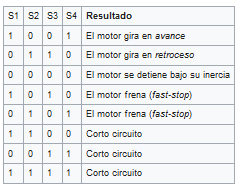 S1 S2 S3 S4 Resultado
1 0 0 1 El motor gira en avance
0 1 1 0 El motor gira en retroceso
0 0 0 0 El motor se detiene bajo su inercia
1 0 1 0 El motor frena (fast-stop)
0 1 0 1 El motor frena (fast-stop)
1 1 0 0 Corto circuito
0 0 1 1 Corto circuito
1 1 1 1 Corto circuito